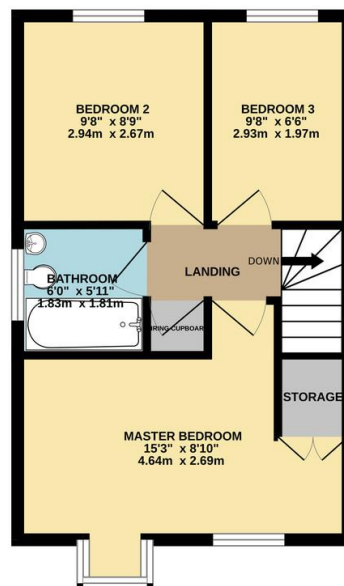 BEDROOM 2
9'8" x 8'9"
2.94m x 2.67m
BEDROOM 3
9'8" x 6'6"
2.93m x 1.97m
BATHROOM
6'0" x 5'11"
1.83m x 1.81m
LANDING
DOWN
CUPBOARD
STORAGE
MASTER BEDROOM
15'3" x 8'10"
4.64m x 2.69m